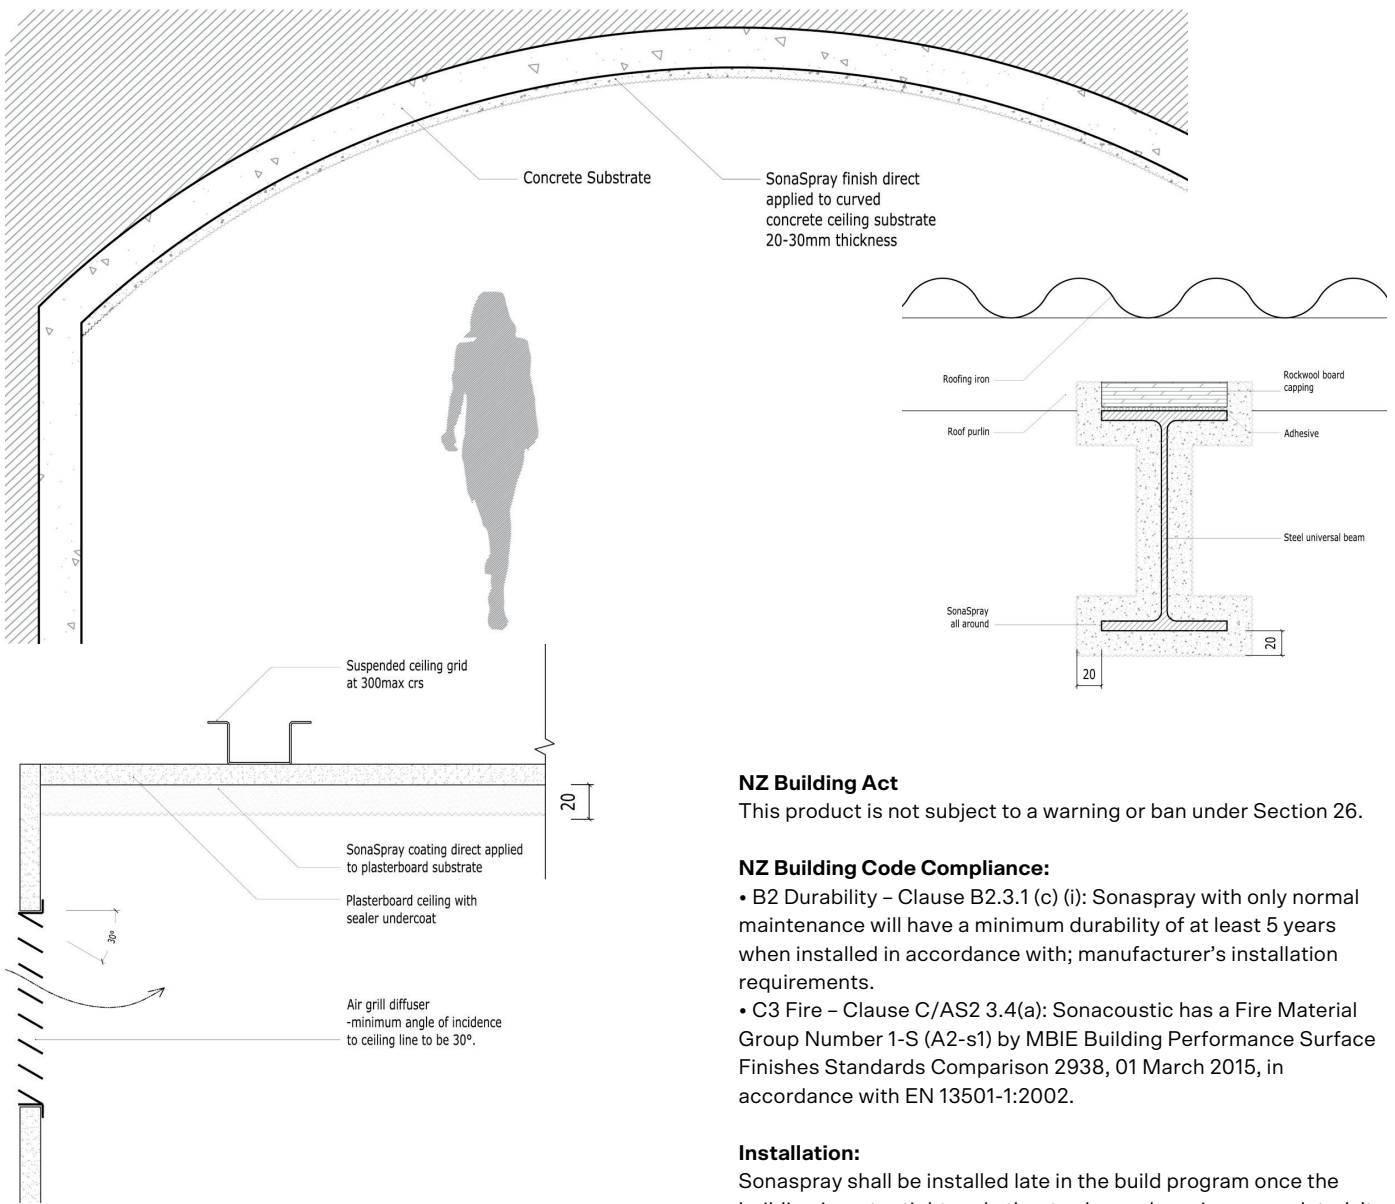 Concrete Substrate
SonaSpray finish direct
applied to curved
concrete ceiling substrate
20-30mm thickness
Roofing iron
Rockwool board
capping
Roof purlin
Adhesive
Steel universal beam
SonaSpray
all around
20
20
Suspended ceiling grid
at 300max crs
20
SonaSpray coating direct applied
to plasterboard substrate
Plasterboard ceiling with
sealer undercoat
30°
Air grill diffuser
-minimum angle of incidence
to ceiling line to be 30°.
NZ Building Act
This product is not subject to a warning or ban under Section 26.
NZ Building Code Compliance:
• B2 Durability – Clause B2.3.1 (c) (i): Sonaspray with only normal
maintenance will have a minimum durability of at least 5 years
when installed in accordance with; manufacturer's installation
requirements.
• C3 Fire – Clause C/AS2 3.4(a): Sonacoustic has a Fire Material
Group Number 1-S (A2-s1) by MBIE Building Performance Surface
Finishes Standards Comparison 2938, 01 March 2015, in
accordance with EN 13501-1:2002.
Installation:
Sonaspray shall be installed late in the build program once the